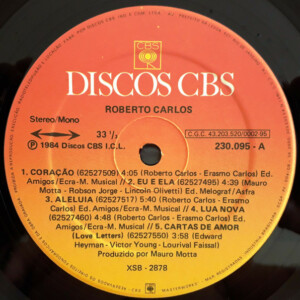 CBS
DISCOS CBS
ROBERTO CARLOS
Stereo/Mono
33 1/3
C.G.C. 43.203.520/0002-95
℗ 1984 Discos CBS I.C.L.
230.095 - A
1. CORAÇÃO (62527509) 4:05 (Roberto Carlos - Erasmo Carlos) Ed.
Amigos/Ecra-M. Musical // 2. EU E ELA (62527495) 4:39 (Mauro
Motta - Robson Jorge - Lincoln Olivetti) Ed. Melograf/Asfra
3. ALELUIA (62527517) 5:40 (Roberto Carlos - Erasmo Carlos)
Ed. Amigos/Ecra-M. Musical // 4. LUA NOVA
(62527460) 4:48 (Roberto Carlos - Erasmo Carlos) Ed.
Amigos/Ecra-M. Musical // 5. CARTAS DE AMOR
(Love Letters) (62527550) 3:58 (Edward
Heyman - Victor Young - Lourival Faissal)
Produzido por Mauro Motta
XSB - 2878